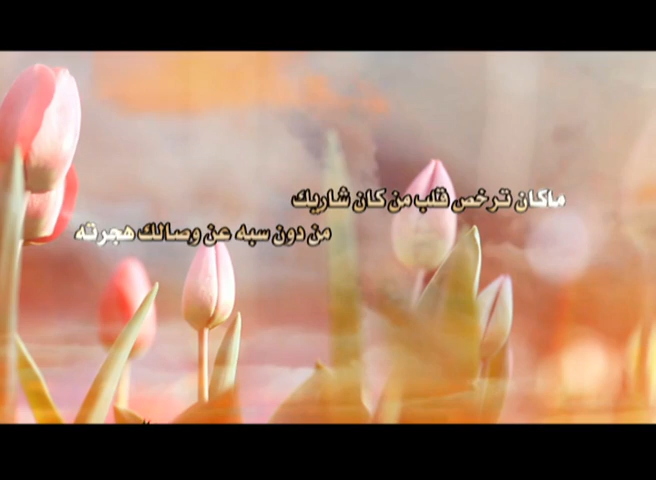 ماكان ترخص قلب من كان شاريك
من دون سبه عن وصالك هجرته